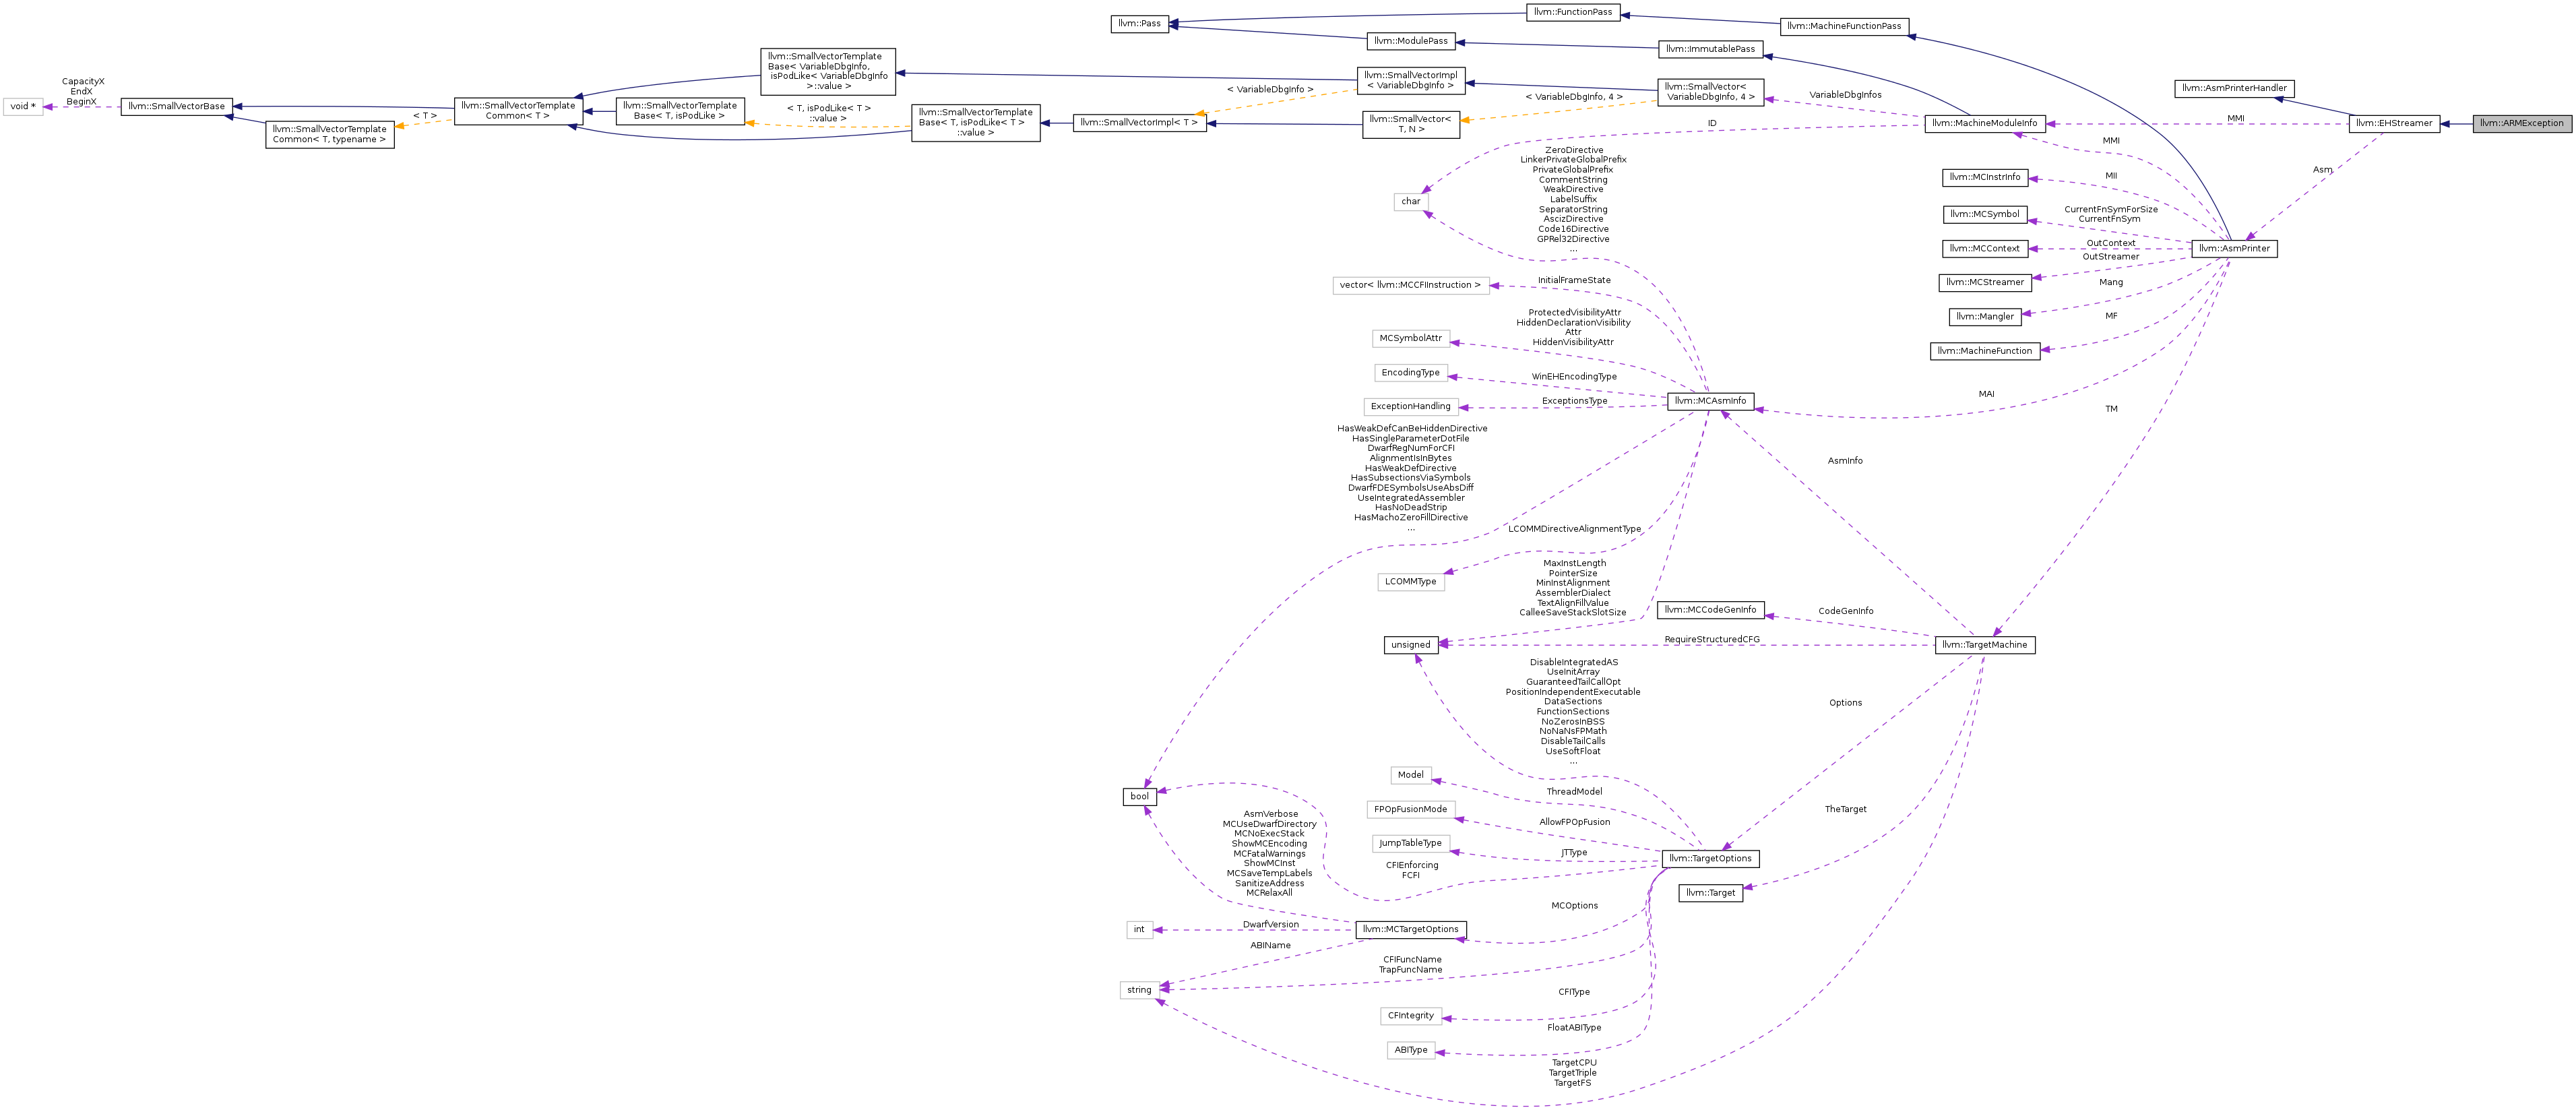 llvm::Pass
llvm::FunctionPass
llvm::MachineFunctionPass
llvm::ModulePass
llvm::ImmutablePass
llvm::SmallVectorTemplate
Base< VariableDbgInfo,
isPodLike< VariableDbgInfo
>::value >
llvm::SmallVectorImpl
< VariableDbgInfo >
< VariableDbgInfo >
llvm::SmallVector<
VariableDbgInfo, 4 >
< VariableDbgInfo, 4 >
VariableDbgInfos
llvm::AsmPrinterHandler
CapacityX
EndX
BeginX
void *
llvm::SmallVectorBase
llvm::SmallVectorTemplate
Common< T, typename >
< T >
llvm::SmallVectorTemplate
Common< T >
llvm::SmallVectorTemplate
Base< T, isPodLike >
< T, isPodLike< T >
::value >
llvm::SmallVectorTemplate
Base< T, isPodLike< T >
::value >
llvm::SmallVectorImpl< T >
llvm::SmallVector<
T, N >
ID
llvm::MachineModuleInfo
MMI
llvm::EHStreamer
llvm::ARMException
MMI
Asm
char
ZeroDirective
LinkerPrivateGlobalPrefix
PrivateGlobalPrefix
CommentString
WeakDirective
LabelSuffix
SeparatorString
AscizDirective
Code16Directive
GPRel32Directive
...
llvm::MCInstrInfo
MII
llvm::MCSymbol
CurrentFnSymForSize
CurrentFnSym
llvm::MCContext
OutContext
llvm::AsmPrinter
OutStreamer
llvm::MCStreamer
Mang
llvm::Mangler
MF
llvm::MachineFunction
vector< llvm::MCCFIInstruction >
InitialFrameState
MCSymbolAttr
ProtectedVisibilityAttr
HiddenDeclarationVisibility
Attr
HiddenVisibilityAttr
EncodingType
WinEHEncodingType
ExceptionHandling
ExceptionsType
llvm::MCAsmInfo
MAI
TM
HasWeakDefCanBeHiddenDirective
HasSingleParameterDotFile
DwarfRegNumForCFI
AlignmentIsInBytes
HasWeakDefDirective
HasSubsectionsViaSymbols
DwarfFDESymbolsUseAbsDiff
UseIntegratedAssembler
HasNoDeadStrip
HasMachoZeroFillDirective
...
AsmInfo
LCOMMDirectiveAlignmentType
LCOMMType
MaxInstLength
PointerSize
MinInstAlignment
AssemblerDialect
TextAlignFillValue
CalleeSaveStackSlotSize
llvm::MCCodeGenInfo
CodeGenInfo
unsigned
RequireStructuredCFG
llvm::TargetMachine
DisableIntegratedAS
UseInitArray
GuaranteedTailCallOpt
PositionIndependentExecutable
DataSections
FunctionSections
NoZerosInBSS
NoNaNsFPMath
DisableTailCalls
UseSoftFloat
...
Options
Model
ThreadModel
bool
FPOpFusionMode
AllowFPOpFusion
TheTarget
JumpTableType
JTType
llvm::TargetOptions
AsmVerbose
MCUseDwarfDirectory
MCNoExecStack
ShowMCEncoding
MCFatalWarnings
ShowMCInst
MCSaveTempLabels
SanitizeAddress
MCRelaxAll
CFIEnforcing
FCFI
llvm::Target
MCOptions
int
DwarfVersion
llvm::MCTargetOptions
ABIName
string
CFIFuncName
TrapFuncName
CFIntegrity
CFIType
ABIType
FloatABIType
TargetCPU
TargetTriple
TargetFS